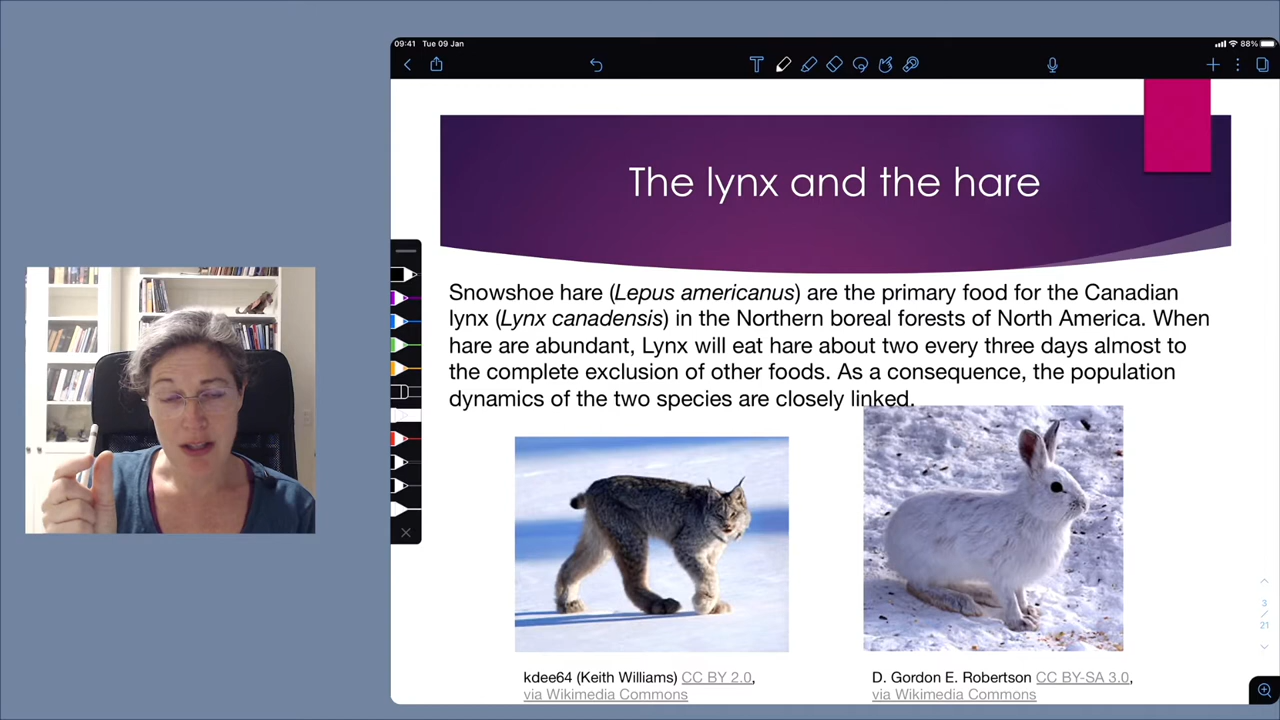 09:41 Tue 09 Jan
88%
The lynx and the hare
Snowshoe hare (Lepus americanus) are the primary food for the Canadian
lynx (Lynx canadensis) in the Northern boreal forests of North America. When
hare are abundant, Lynx will eat hare about two every three days almost to
the complete exclusion of other foods. As a consequence, the population
dynamics of the two species are closely linked.
kdee64 (Keith Williams) CC BY 2.0,
via Wikimedia Commons
D. Gordon E. Robertson CC BY-SA 3.0,
via Wikimedia Commons
3
/
21